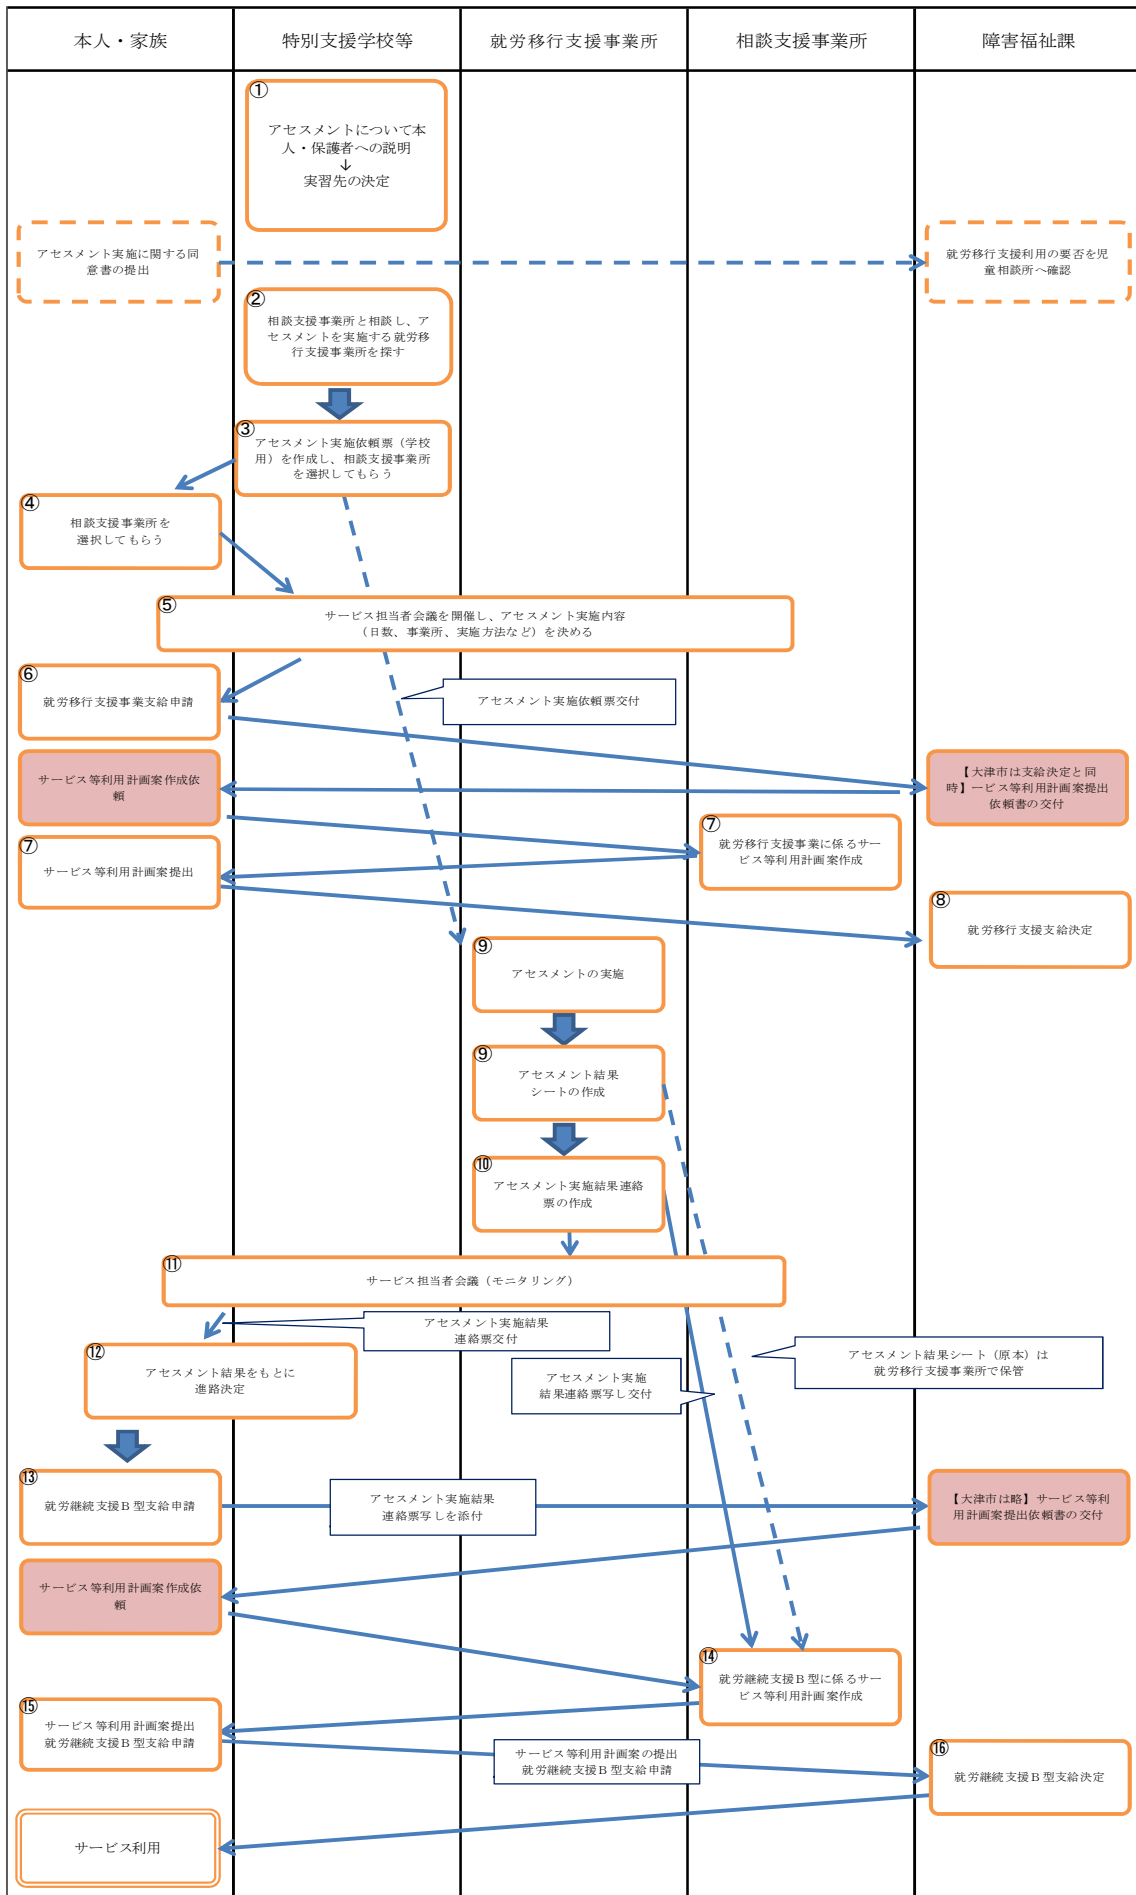 本人・家族
特別支援学校等
就労移行支援事業所
相談支援事業所
障害福祉課
①
アセスメントについて本
人・保護者への説明
↓
実習先の決定
アセスメント実施に関する同
意書の提出
就労移行支援利用の要否を児
童相談所へ確認
②
相談支援事業所と相談し、ア
セスメントを実施する就労移
行支援事業所を探す
③
アセスメント実施依頼票（学校
用）を作成し、相談支援事業所
を選択してもらう
④
相談支援事業所を
選択してもらう
⑤
サービス担当者会議を開催し、アセスメント実施内容
（日数、事業所、実施方法など）を決める
⑥
就労移行支援事業支給申請
アセスメント実施依頼票交付
サービス等利用計画案作成依
頼
【大津市は支給決定と同
時】ービス等利用計画案提出
依頼書の交付
⑦
就労移行支援事業に係るサー
ビス等利用計画案作成
⑦
サービス等利用計画案提出
⑧
就労移行支援支給決定
⑨
アセスメントの実施
⑨
アセスメント結果
シートの作成
⑩
アセスメント実施結果連絡
票の作成
⑪
サービス担当者会議（モニタリング）
アセスメント実施結果
連絡票交付
アセスメント結果シート（原本）は
就労移行支援事業所で保管
⑫
アセスメント結果をもとに
進路決定
アセスメント実施
結果連絡票写し交付
⑬
就労継続支援Ｂ型支給申請
アセスメント実施結果
連絡票写しを添付
【大津市は略】サービス等利
用計画案提出依頼書の交付
サービス等利用計画案作成依
頼
⑭
就労継続支援Ｂ型に係るサー
ビス等利用計画案作成
⑮
サービス等利用計画案提出
就労継続支援Ｂ型支給申請
サービス等利用計画案の提出
就労継続支援Ｂ型支給申請
⑯
就労継続支援Ｂ型支給決定
サービス利用